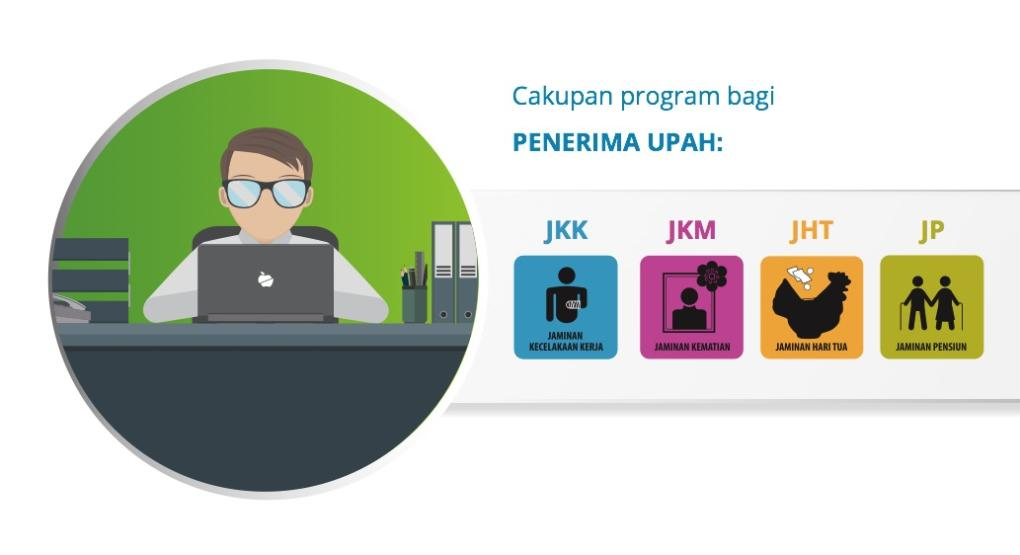 Cakupan program bagi
PENERIMA UPAH:
JKK
JAMINAN
KECELAKAAN KERJA
JKM
JAMINAN KEMATIAN
JHT
JAMINAN HARI TUA
JP
JAMINAN PENSIUN